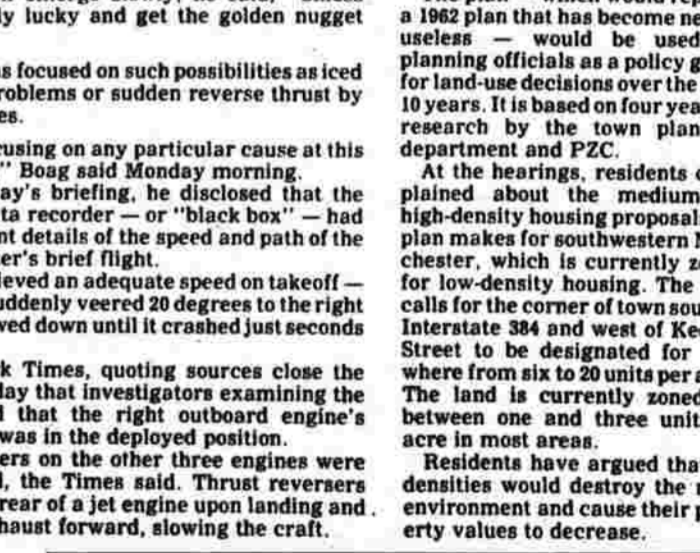 ly lucky and get the golden nugget
s focused on such possibilities as iced
roblems or sudden reverse thrust by
es.
cusing on any particular cause at this
" Boag said Monday morning.
ay's briefing, he disclosed that the
ta recorder — or "black box" — had
nt details of the speed and path of the
er's brief flight.
ieved an adequate speed on takeoff —
uddenly veered 20 degrees to the right
ved down until it crashed just seconds
k Times, quoting sources close the
lay that investigators examining the
l that the right outboard engine's
was in the deployed position.
ers on the other three engines were
l, the Times said. Thrust reversers
rear of a jet engine upon landing and
haust forward, slowing the craft.
a 1962 plan that has become ne
useless — would be used
planning officials as a policy g
for land-use decisions over the
10 years. It is based on four yea
research by the town plan
department and PZC.
At the hearings, residents c
plained about the medium
high-density housing proposal
plan makes for southwestern M
chester, which is currently z
for low-density housing. The
calls for the corner of town sou
Interstate 384 and west of Ke
Street to be designated for
where from six to 20 units per a
The land is currently zoned
between one and three unit
acre in most areas.
Residents have argued tha
densities would destroy the
environment and cause their p
erty values to decrease.